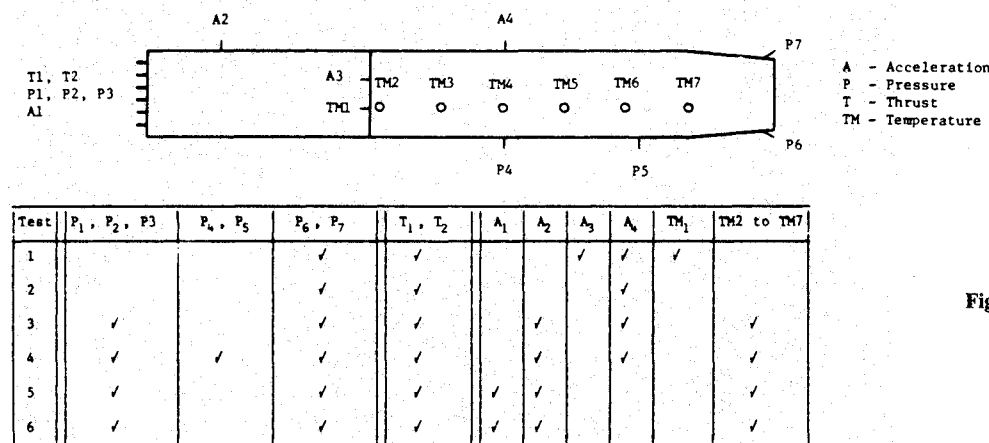 A2 A4
P7
T1, T2
P1, P2, P3
A1
A3 TM2 TM3 TM4 TM5 TM6 TM7
TM1
A - Acceleration
P - Pressure
T - Thrust
TM - Temperature
P6
P4 P5
Test P1, P2, P3 P4, P5 P6, P7 T1, T2 A1 A2 A3 A4 TM1 TM2 to TM7
1 ✓ ✓ ✓ ✓ ✓
2 ✓ ✓ ✓
3 ✓ ✓ ✓ ✓ ✓ ✓
4 ✓ ✓ ✓ ✓ ✓ ✓ ✓
5 ✓ ✓ ✓ ✓ ✓ ✓
6 ✓ ✓ ✓ ✓ ✓ ✓
Fig